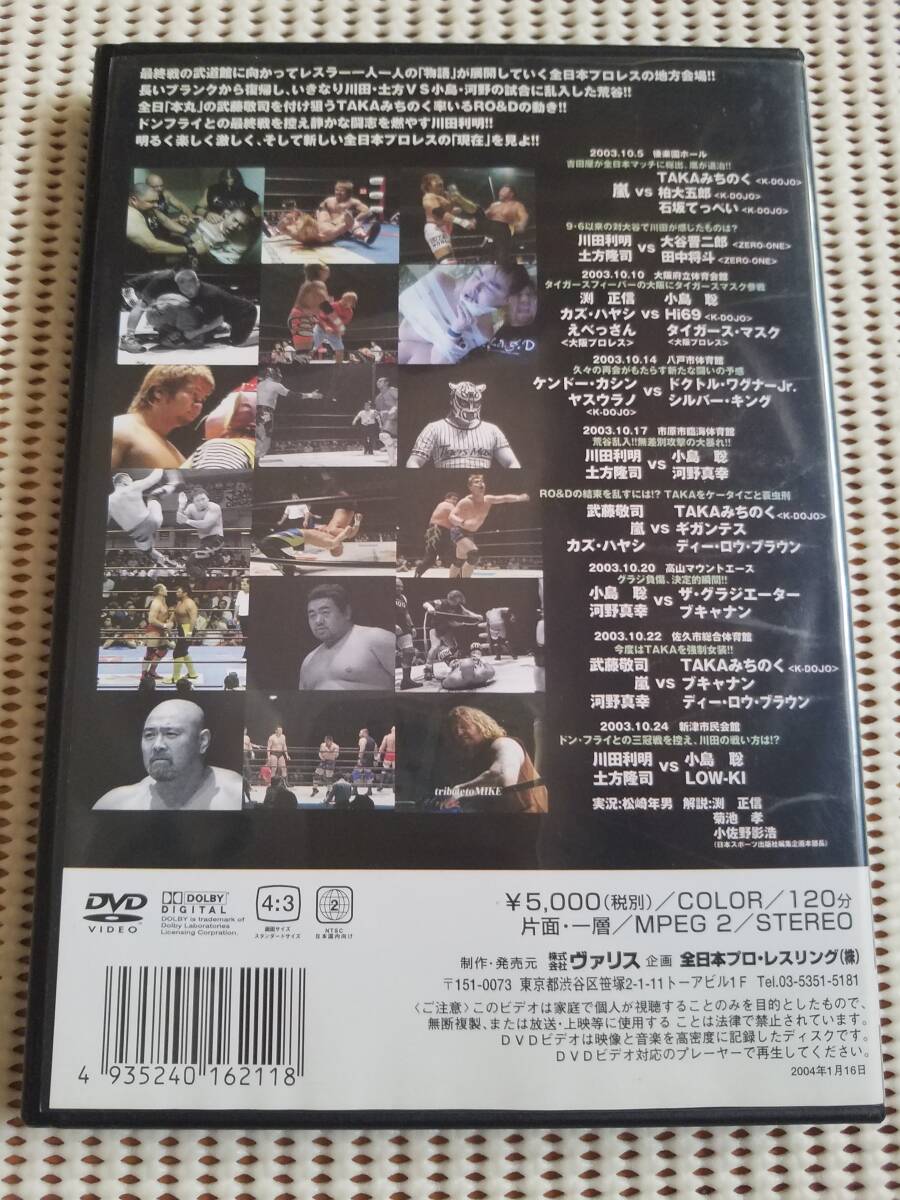 最終戦の武道館に向かってレスラー一人一人の「物語」が展開していく全日本プロレスの地方会場!!
長いブランクから復帰し、いきなり川田・土方VS小島・河野の試合に乱入した荒谷!!
全日「本丸」の武藤敬司を付け狙うTAKAみちのく率いるRO&Dの動き!!
ドンフライとの最終戦を控え静かな闘志を燃やす川田利明!!
明るく楽しく激しく、そして新しい全日本プロレスの「現在」を見よ!!
2003.10.5 後楽園ホール
吉田屋が全日本マッチに総出、嵐が退治!!
TAKAみちのく<K-DOJO>
嵐 vs 柏大五郎<K-DOJO>
石坂てっぺい<K-DOJO>
9・6以来の対大谷で川田が感じたものは?
川田利明 vs 大谷晋二郎<ZERO-ONE>
土方隆司 田中将斗<ZERO-ONE>
2003.10.10 大阪府立体育会館
タイガースフィーバーの大阪にタイガースマスク参戦
渕 正信 小島 聡
カズ・ハヤシ vs Hi69<K-DOJO>
えべっさん タイガース・マスク
<大阪プロレス> <大阪プロレス>
2003.10.14 八戸市体育館
久々の再会がもたらす新たな闘いの予感
ケンドー・カシン vs ドクトル・ワグナーJr.
ヤスウラノ シルバー・キング
<K-DOJO>
2003.10.17 市原市臨海体育館
荒谷乱入!!無差別攻撃の大暴れ!!
川田利明 vs 小島 聡
土方隆司 河野真幸
RO&Dの結束を乱すには!? TAKAをケータイごと蓑虫刑
武藤敬司 TAKAみちのく<K-DOJO>
嵐 vs ギガンテス
カズ・ハヤシ ディー・ロウ・ブラウン
2003.10.20 高山マウントエース
グラジ負傷、決定的瞬間!!
小島 聡 vs ザ・グラジエーター
河野真幸 ブキャナン
2003.10.22 佐久市総合体育館
今度はTAKAを強制女装!!
武藤敬司 TAKAみちのく<K-DOJO>
嵐 vs ブキャナン
河野真幸 ディー・ロウ・ブラウン
2003.10.24 新津市民会館
ドン・フライとの三冠戦を控え、川田の戦い方は!?
川田利明 vs 小島 聡
土方隆司 LOW-KI
実況:松崎年男 解説:渕 正信
菊池 孝
小佐野影浩
(日本スポーツ出版社編集企画本部長)
tributetoMIKE
DVD VIDEO
DOLBY DIGITAL
DOLBY is trademark of Dolby Laboratories Licensing Corpration.
4:3
画面サイズ スタンダードサイズ
2
NTSC 日本国内向け
¥5,000(税別)/COLOR/120分
片面・一層/MPEG 2/STEREO
制作・発売元 株式会社ヴァリス 企画 全日本プロ・レスリング(株)
〒151-0073 東京都渋谷区笹塚2-1-11トーアビル1F Tel.03-5351-5181
〈ご注意〉このビデオは家庭で個人が視聴することのみを目的としたもので、
無断複製、または放送・上映等に使用する ことは法律で禁止されています。
DVDビデオは映像と音楽を高密度に記録したディスクです。
DVDビデオ対応のプレーヤーで再生してください。
2004年1月16日
4 935240 162118